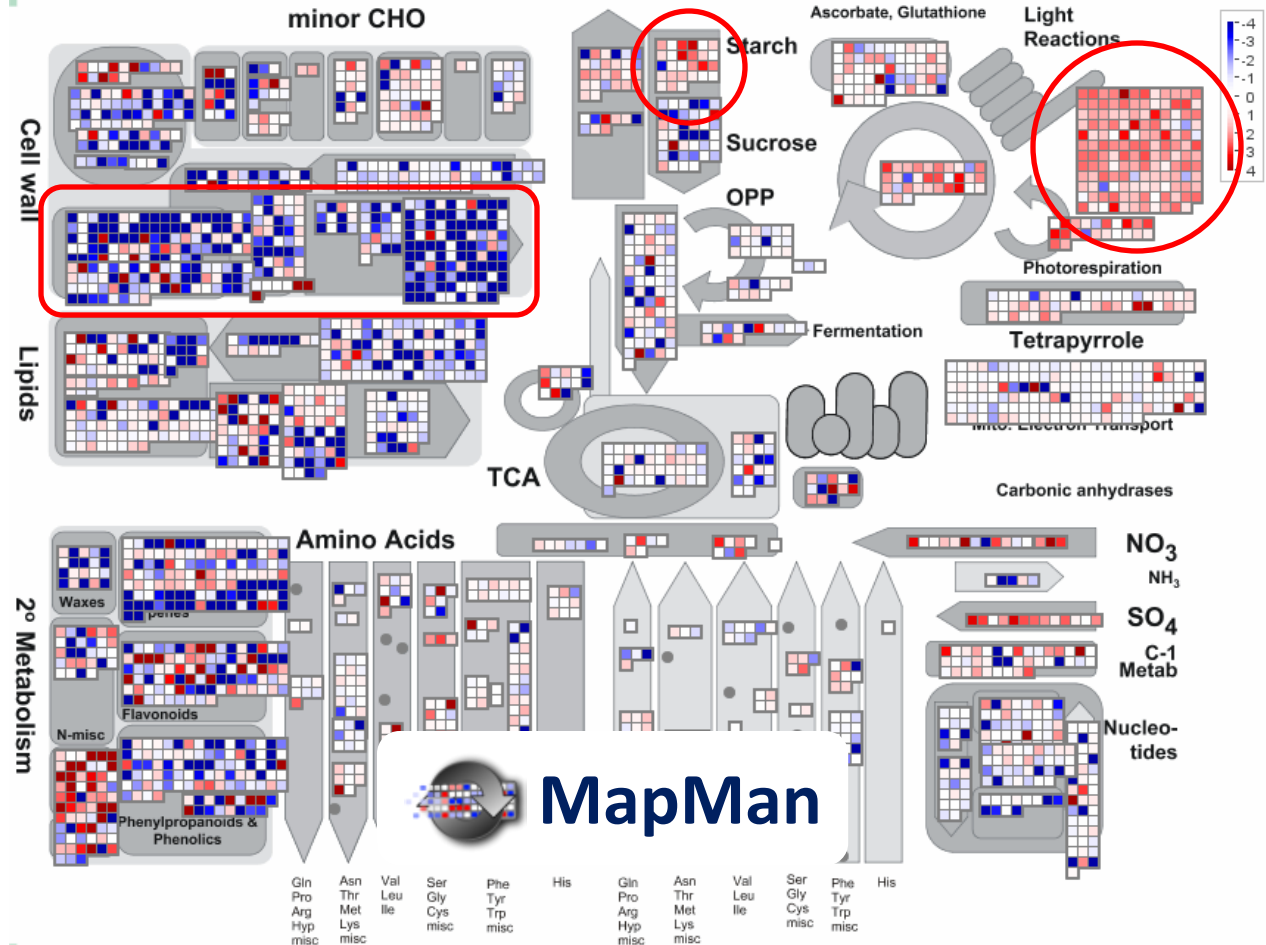 minor CHO
Cell wall
Lipids
2º Metabolism
Starch
Sucrose
Ascorbate, Glutathione
Light
Reactions
-4
-3
-2
-1
0
1
2
3
4
OPP
Photorespiration
Fermentation
Tetrapyrrole
Mito. Electron Transport
TCA
Carbonic anhydrases
Amino Acids
NO3
NH3
SO4
C-1
Metab
Nucleo-
tides
Waxes
Flavonoids
N-misc
Phenylpropanoids &
Phenolics
MapMan
Gln
Pro
Arg
Hyp
misc
Asn
Thr
Met
Lys
misc
Val
Leu
Ile
Ser
Gly
Cys
misc
Phe
Tyr
Trp
misc
His
Gln
Pro
Arg
Hyp
misc
Asn
Thr
Met
Lys
misc
Val
Leu
Ile
Ser
Gly
Cys
misc
Phe
Tyr
Trp
misc
His